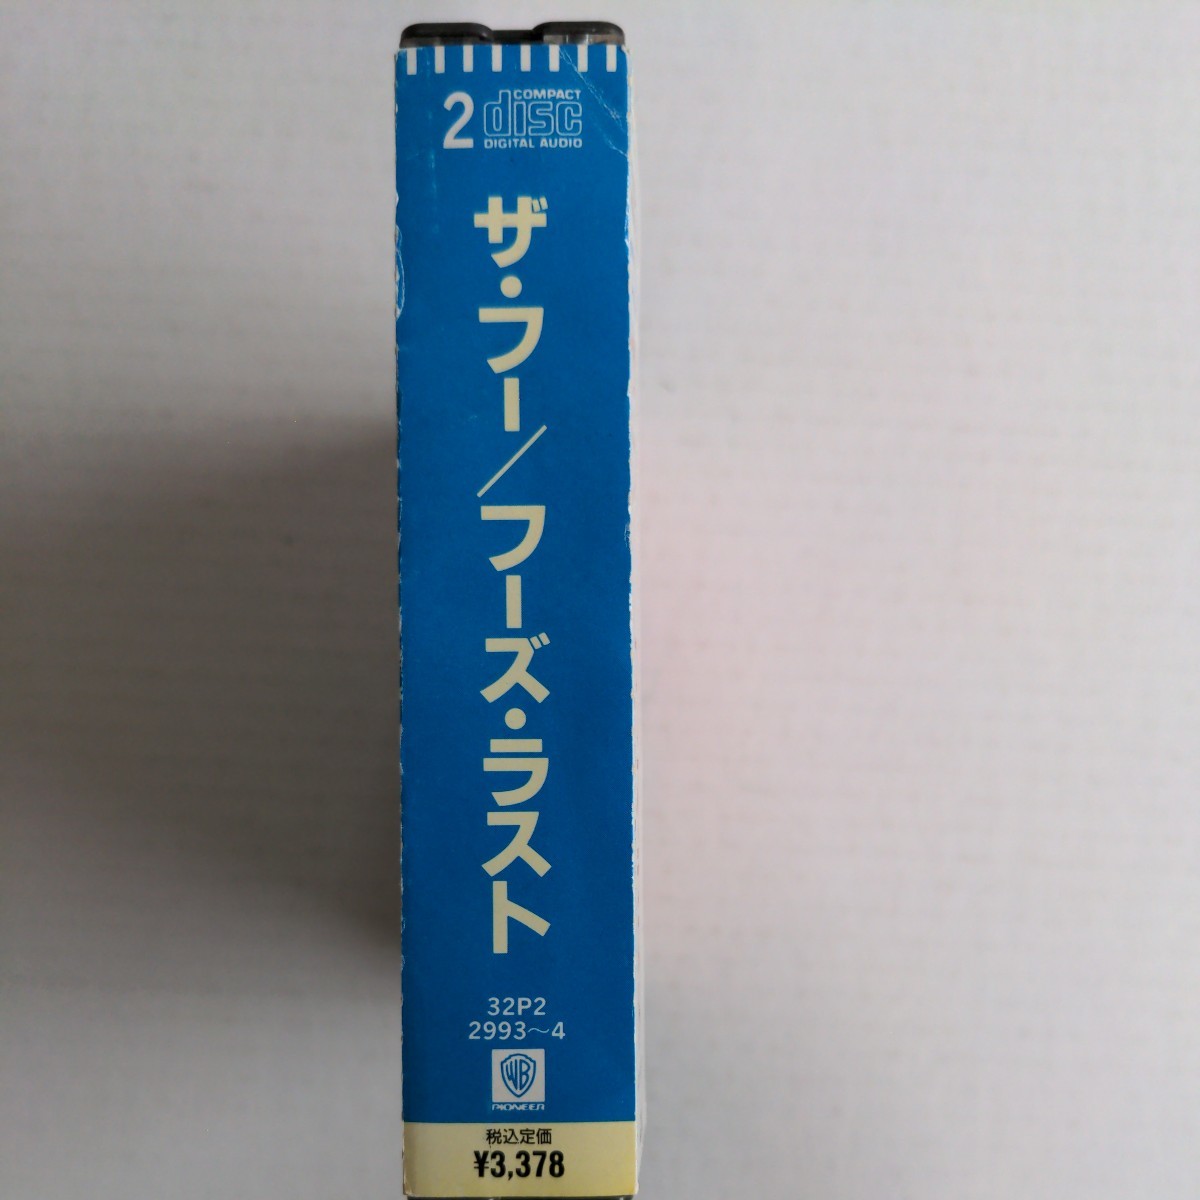 2 COMPACT
disc
DIGITAL AUDIO
ザ・フー/フーズ・ラスト
32P2
2993〜4
WB
PIONEER
税込定価
¥3,378